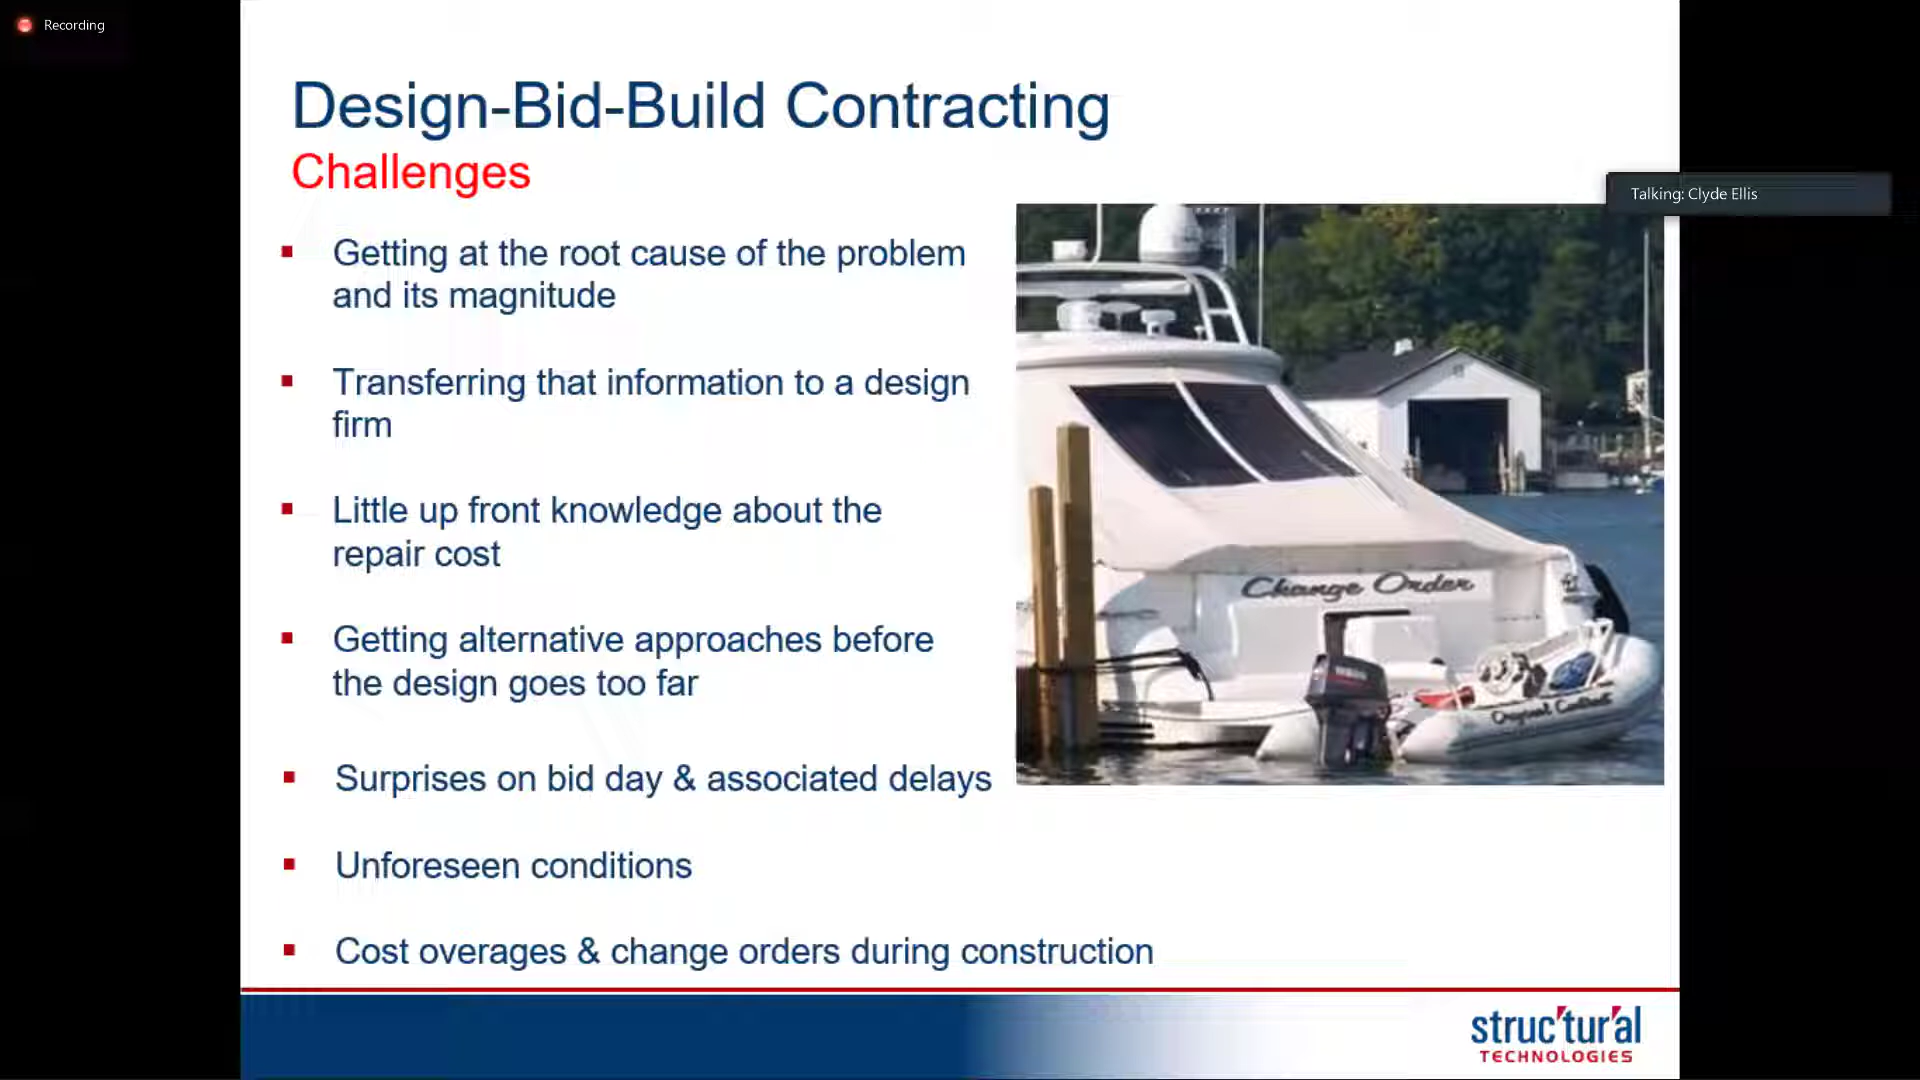 Recording
Design-Bid-Build Contracting
Challenges
Talking: Clyde Ellis
Getting at the root cause of the problem
and its magnitude
Transferring that information to a design
firm
Little up front knowledge about the
repair cost
Getting alternative approaches before
the design goes too far
Surprises on bid day & associated delays
Unforeseen conditions
Cost overages & change orders during construction
Change Order
YAMAHA
Original Contract
struc'tur'al
TECHNOLOGIES